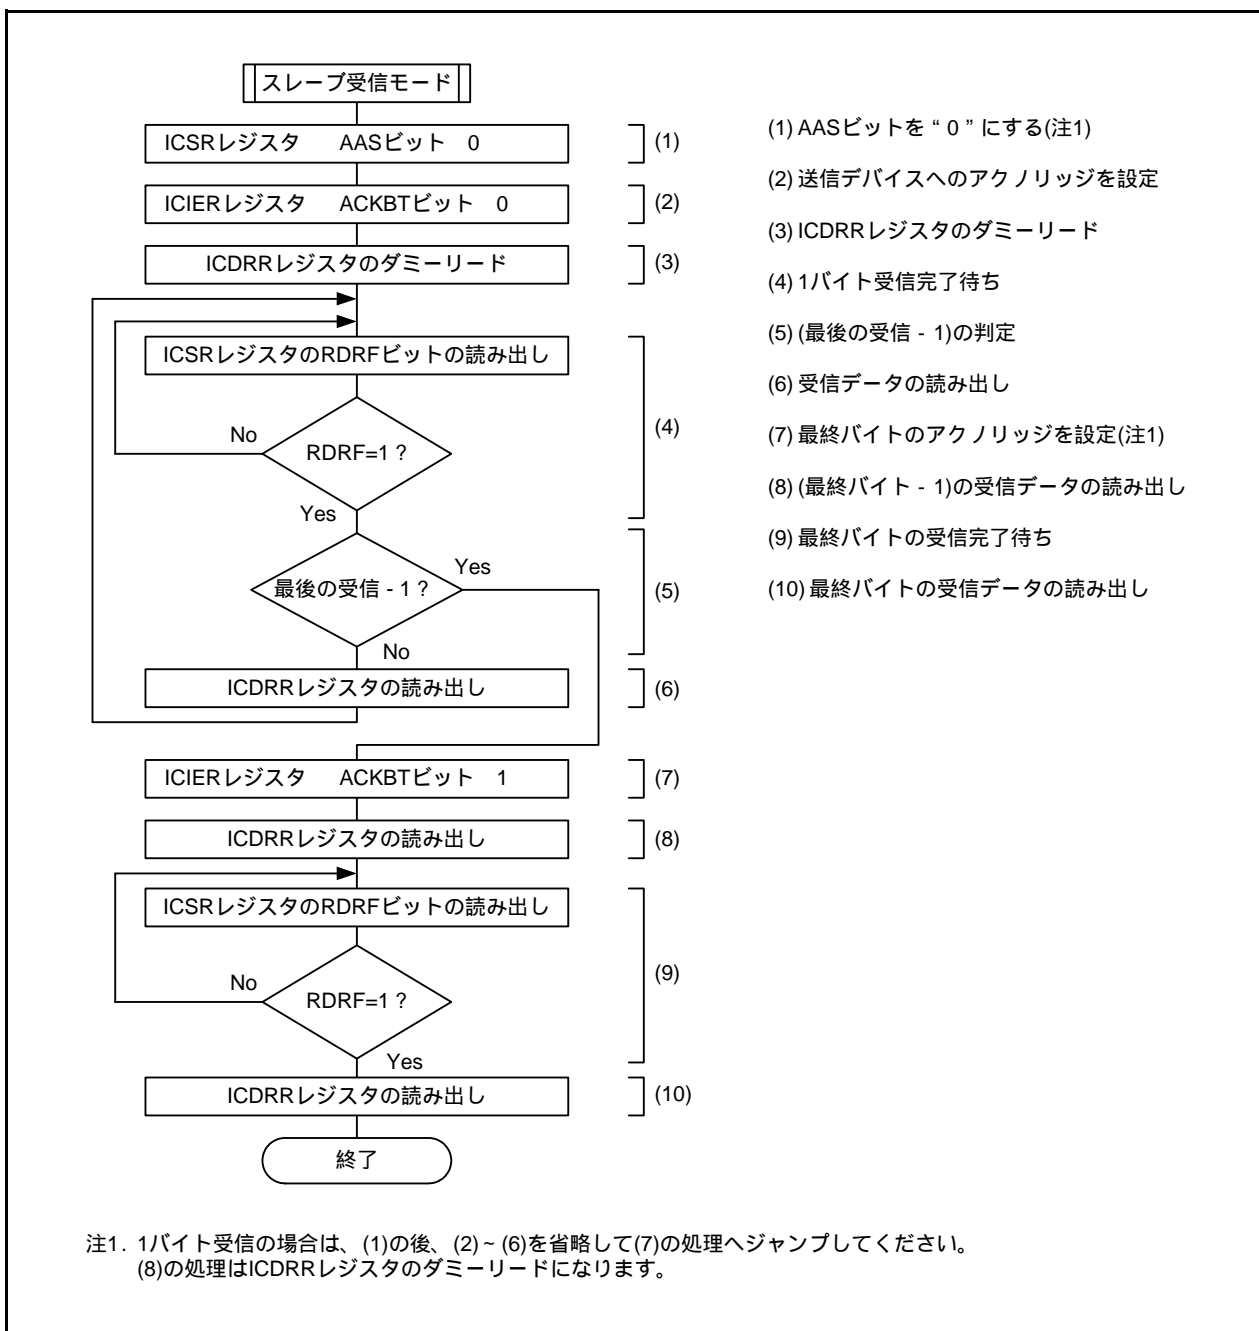 スレーブ受信モード
ICSRレジスタ AASビット 0
(1)
ICIERレジスタ ACKBTビット 0
(2)
ICDRRレジスタのダミーリード
(3)
ICSRレジスタのRDRFビットの読み出し
RDRF=1 ?
No
Yes
(4)
最後の受信 - 1 ?
Yes
No
(5)
ICDRRレジスタの読み出し
(6)
ICIERレジスタ ACKBTビット 1
(7)
ICDRRレジスタの読み出し
(8)
ICSRレジスタのRDRFビットの読み出し
RDRF=1 ?
No
Yes
(9)
ICDRRレジスタの読み出し
(10)
終了
(1) AASビットを “ 0 ” にする(注1)
(2) 送信デバイスへのアクノリッジを設定
(3) ICDRRレジスタのダミーリード
(4) 1バイト受信完了待ち
(5) (最後の受信 - 1)の判定
(6) 受信データの読み出し
(7) 最終バイトのアクノリッジを設定(注1)
(8) (最終バイト - 1)の受信データの読み出し
(9) 最終バイトの受信完了待ち
(10) 最終バイトの受信データの読み出し
注1. 1バイト受信の場合は、(1)の後、(2) ~ (6)を省略して(7)の処理へジャンプしてください。
(8)の処理はICDRRレジスタのダミーリードになります。